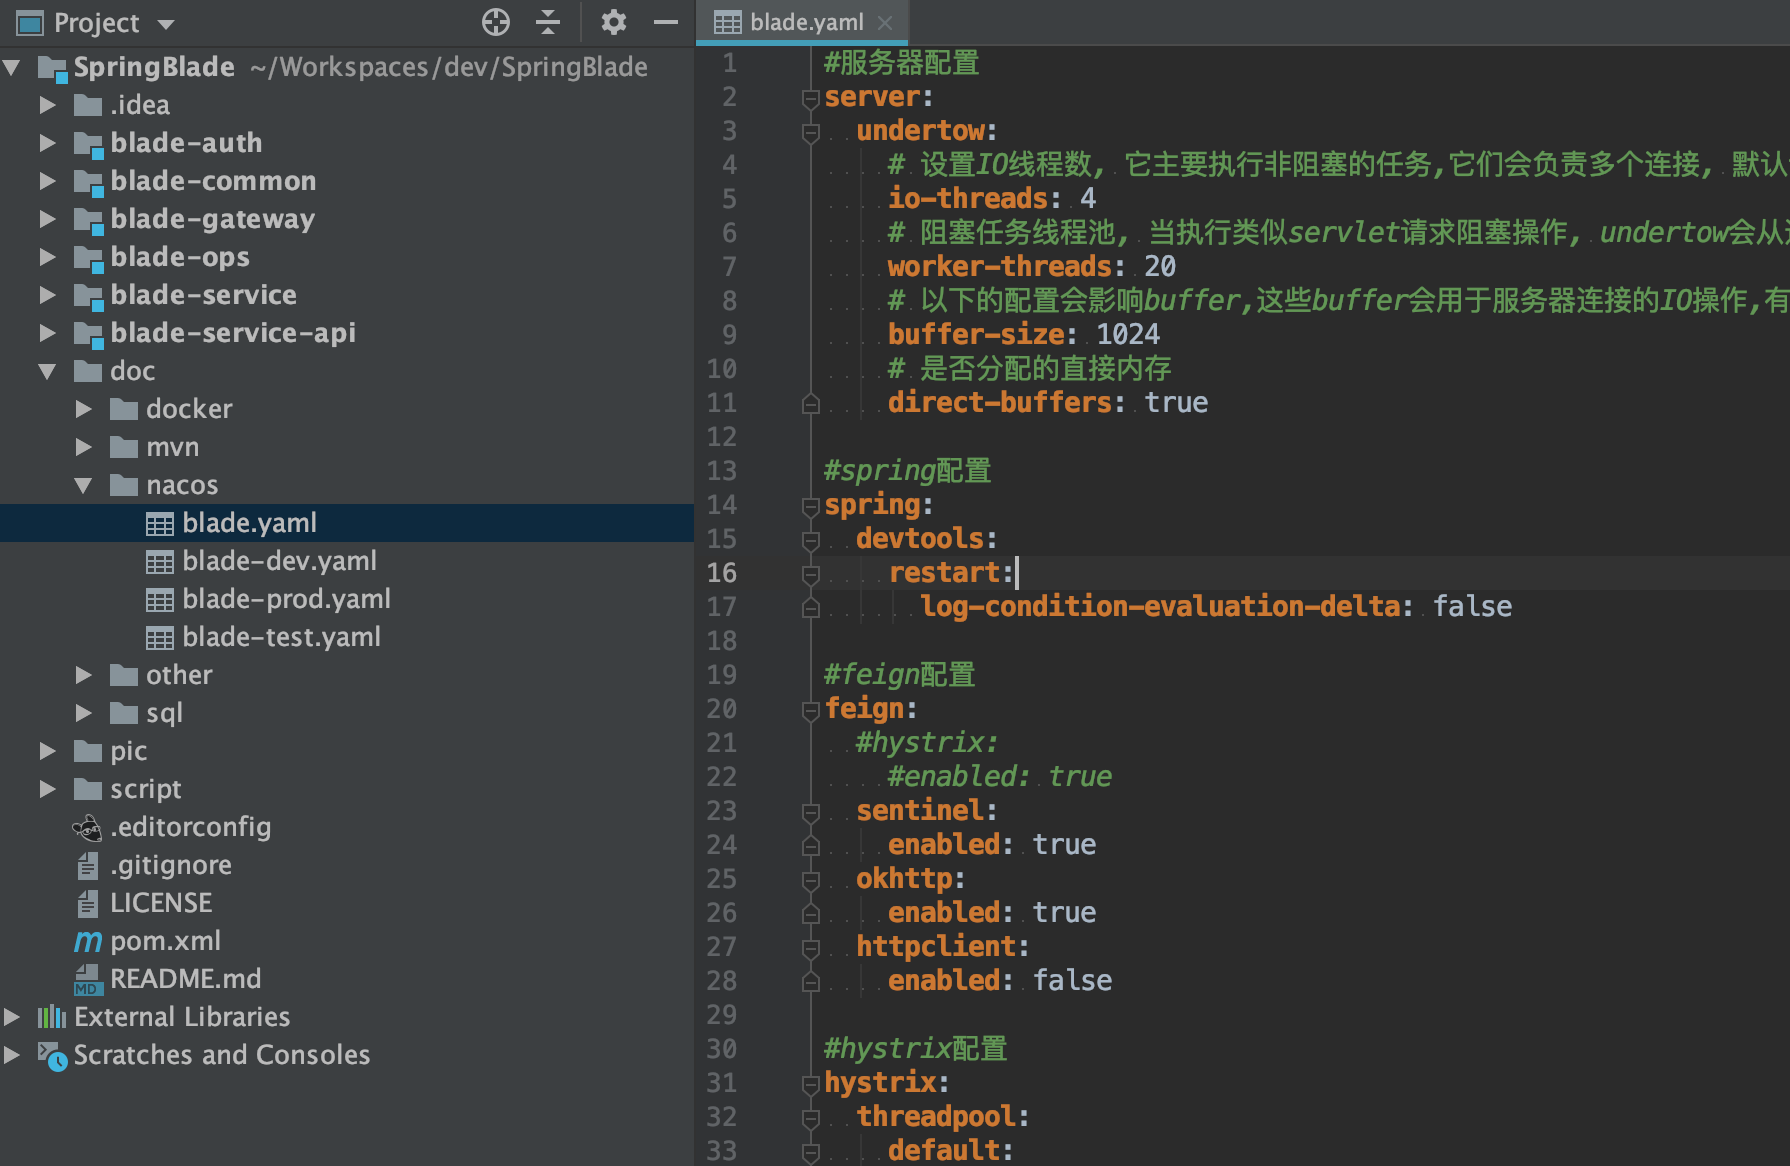 Project
SpringBlade ~/Workspaces/dev/SpringBlade
.idea
blade-auth
blade-common
blade-gateway
blade-ops
blade-service
blade-service-api
doc
docker
mvn
nacos
blade.yaml
blade-dev.yaml
blade-prod.yaml
blade-test.yaml
other
sql
pic
script
.editorconfig
.gitignore
LICENSE
m pom.xml
MD README.md
External Libraries
Scratches and Consoles
blade.yaml
1 #服务器配置
2 server:
3 undertow:
4 # 设置IO线程数, 它主要执行非阻塞的任务,它们会负责多个连接, 默认
5 io-threads: 4
6 # 阻塞任务线程池, 当执行类似servlet请求阻塞操作, undertow会从
7 worker-threads: 20
8 # 以下的配置会影响buffer,这些buffer会用于服务器连接的IO操作,有
9 buffer-size: 1024
10 # 是否分配的直接内存
11 direct-buffers: true
12
13 #spring配置
14 spring:
15 devtools:
16 restart:
17 log-condition-evaluation-delta: false
18
19 #feign配置
20 feign:
21 #hystrix:
22 #enabled: true
23 sentinel:
24 enabled: true
25 okhttp:
26 enabled: true
27 httpclient:
28 enabled: false
29
30 #hystrix配置
31 hystrix:
32 threadpool:
33 default: